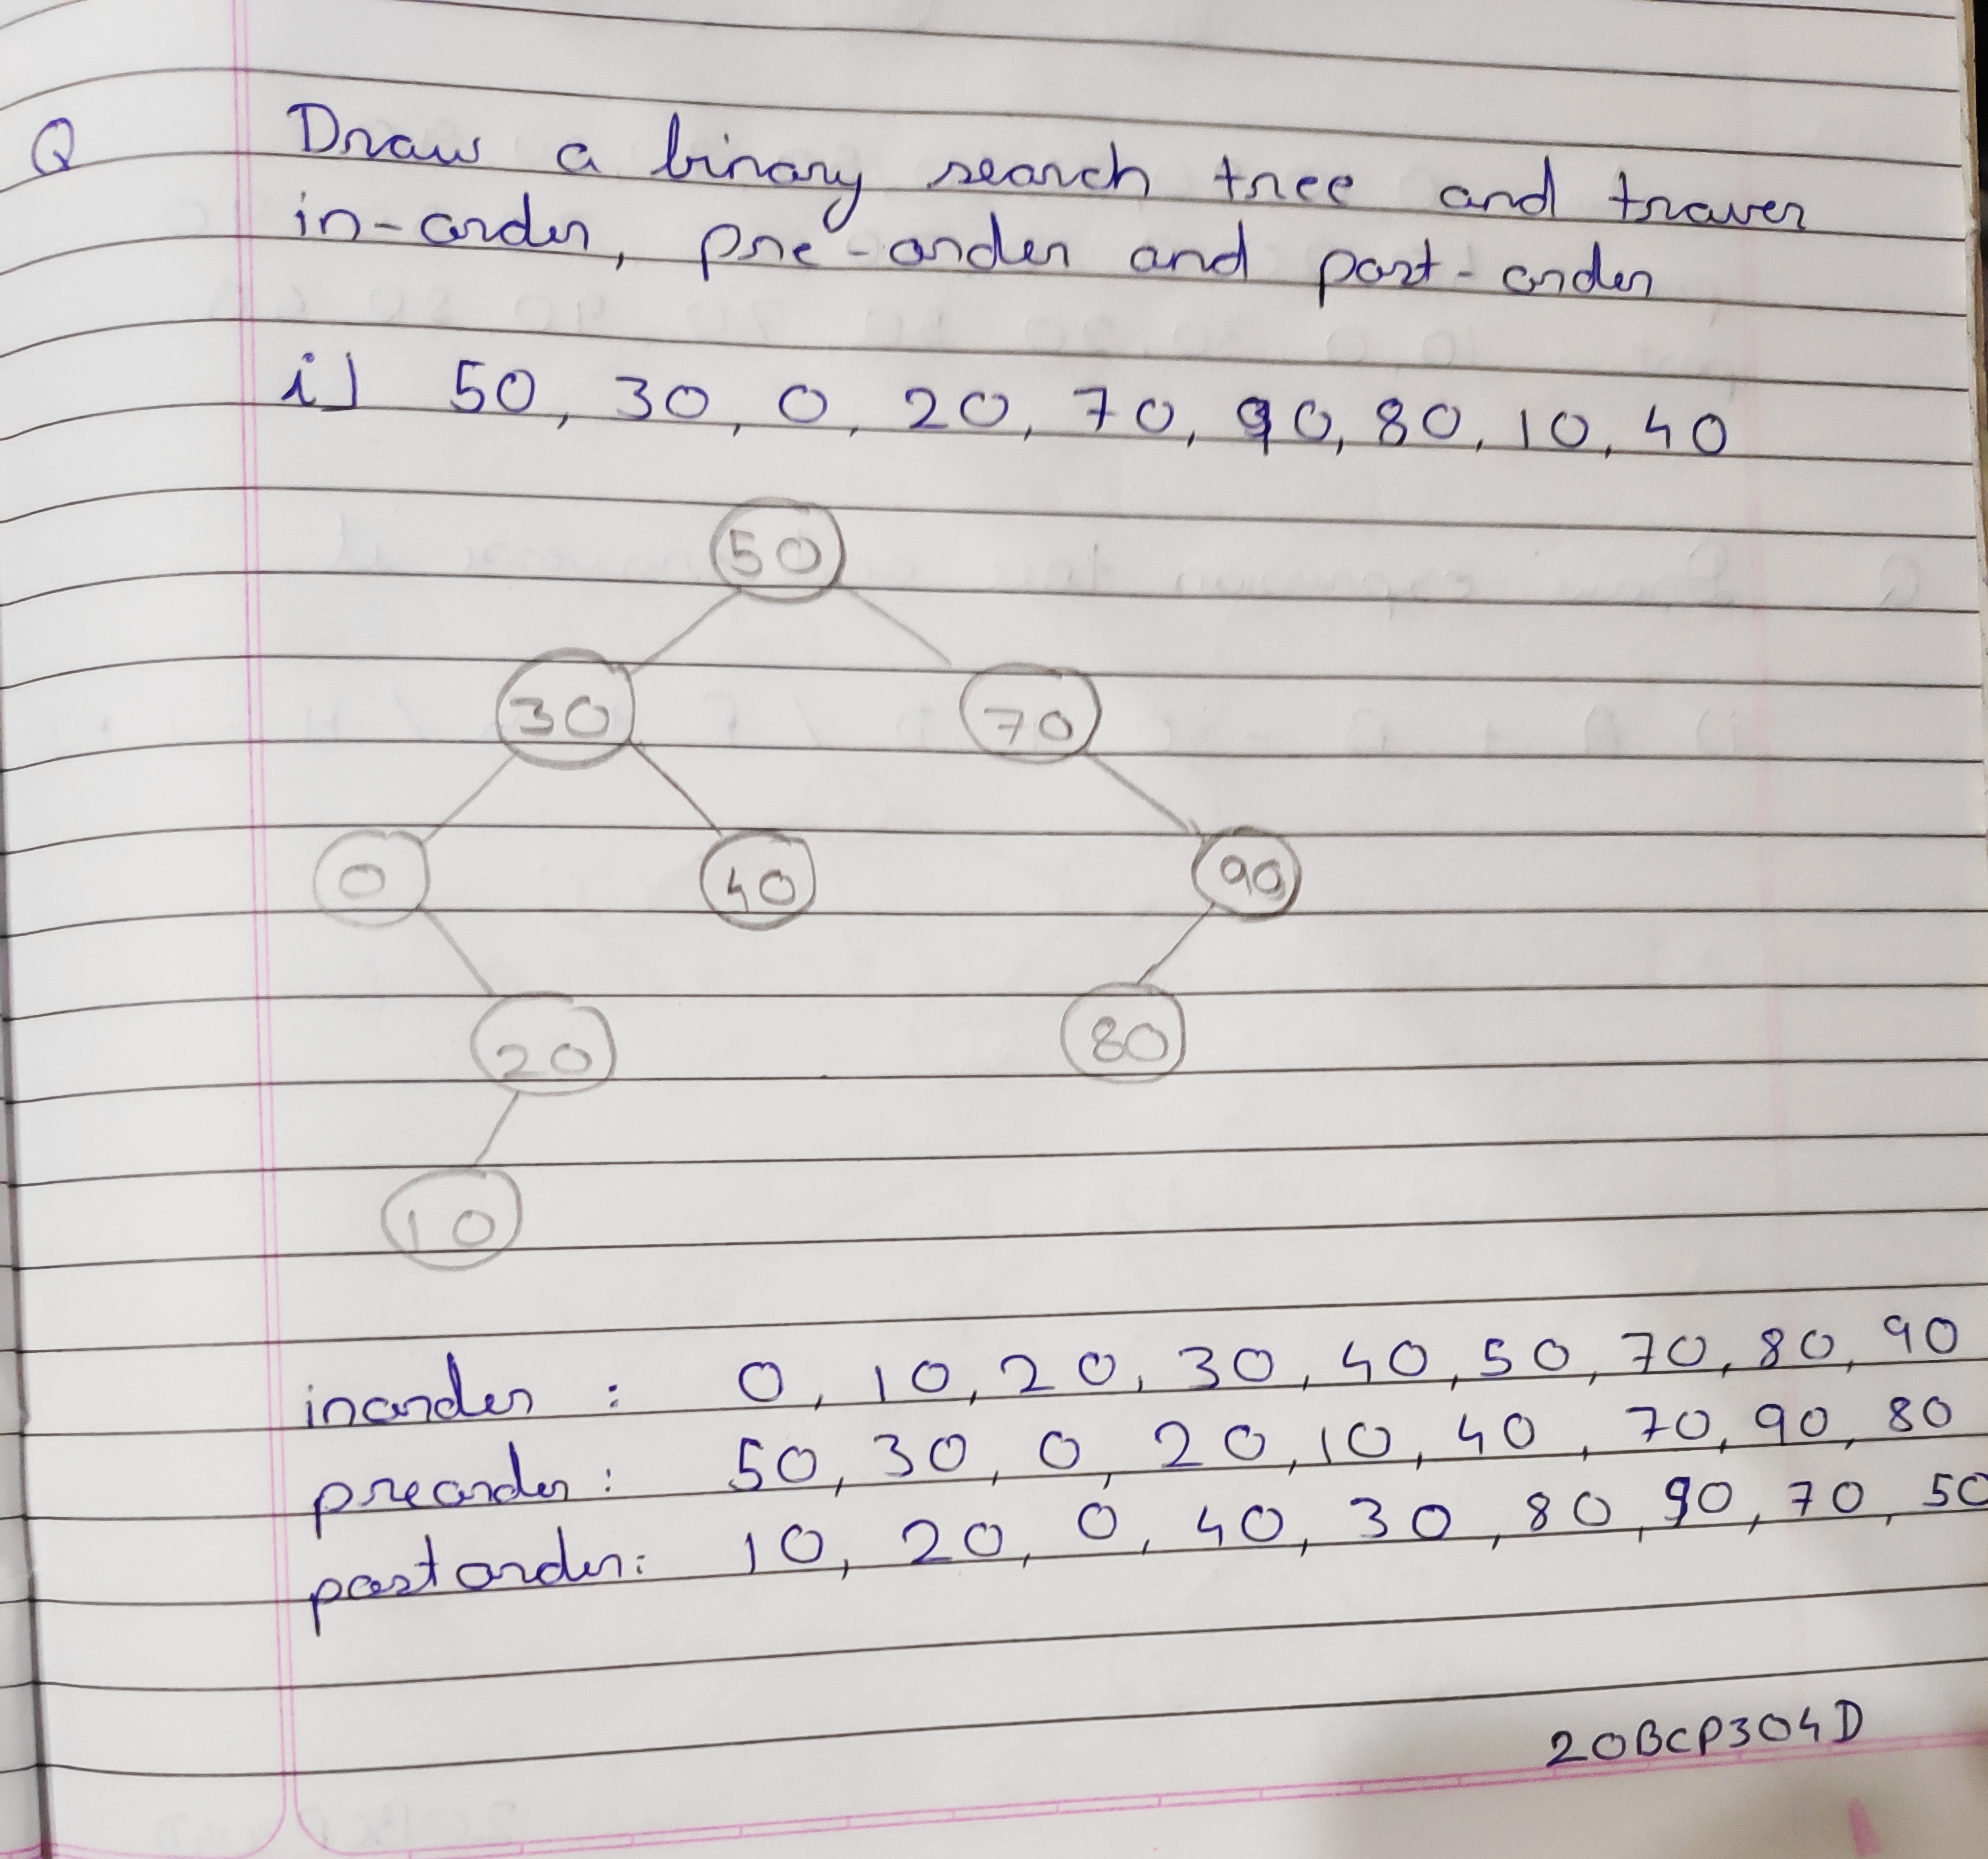 Q Draw a binary search tree and traver
in-order, pre-order and post-order
i] 50, 30, 0, 20, 70, 90, 80, 10, 40
50
30 70
0 40 90
20 80
10
inorder : 0, 10, 20, 30, 40, 50, 70, 80, 90
preorder : 50, 30, 0, 20, 10, 40, 70, 90, 80
postorder : 10, 20, 0, 40, 30, 80, 90, 70, 50
20BCP304D